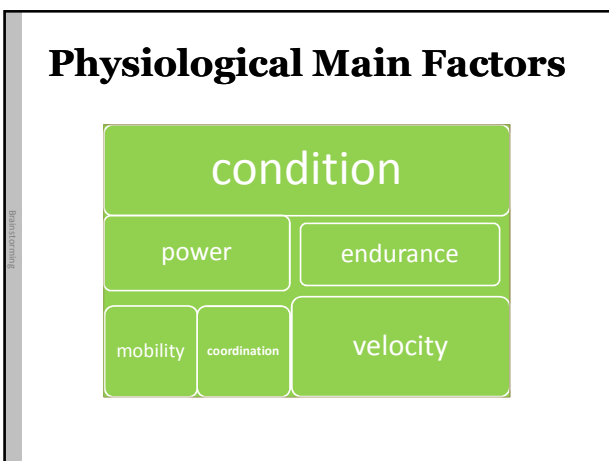 Physiological Main Factors
Brainstorming
condition
power
endurance
mobility
coordination
velocity